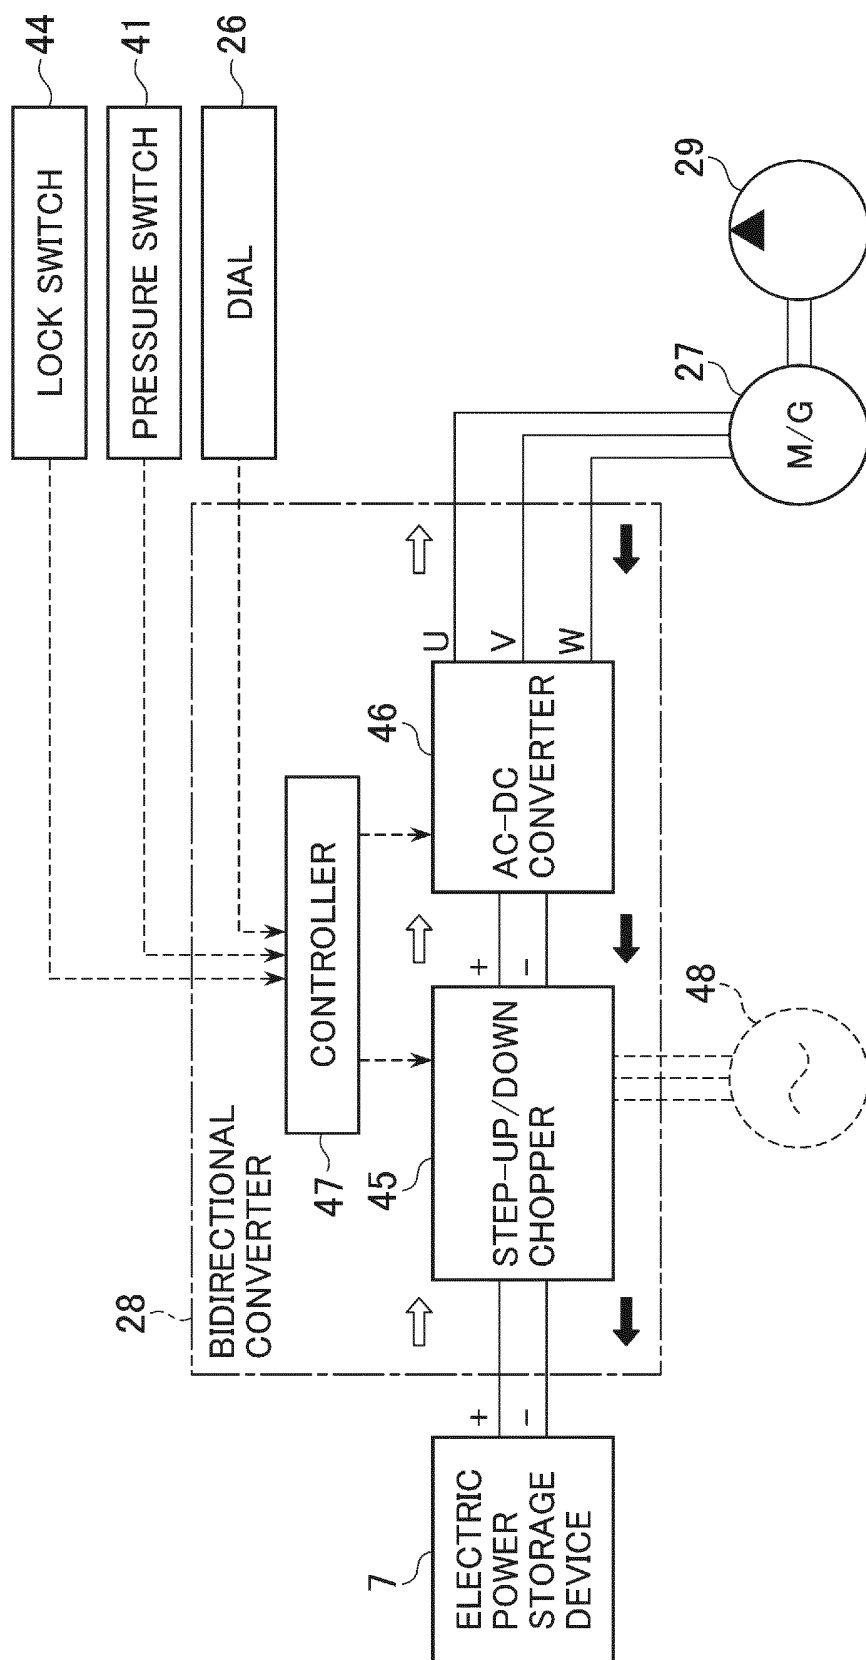 LOCK SWITCH
44
PRESSURE SWITCH
41
DIAL
26
28
BIDIRECTIONAL
CONVERTER
47
CONTROLLER
7
ELECTRIC
POWER
STORAGE
DEVICE
+
−
45
STEP-UP/DOWN
CHOPPER
+
−
46
AC-DC
CONVERTER
U
V
W
27
M/G
29
48